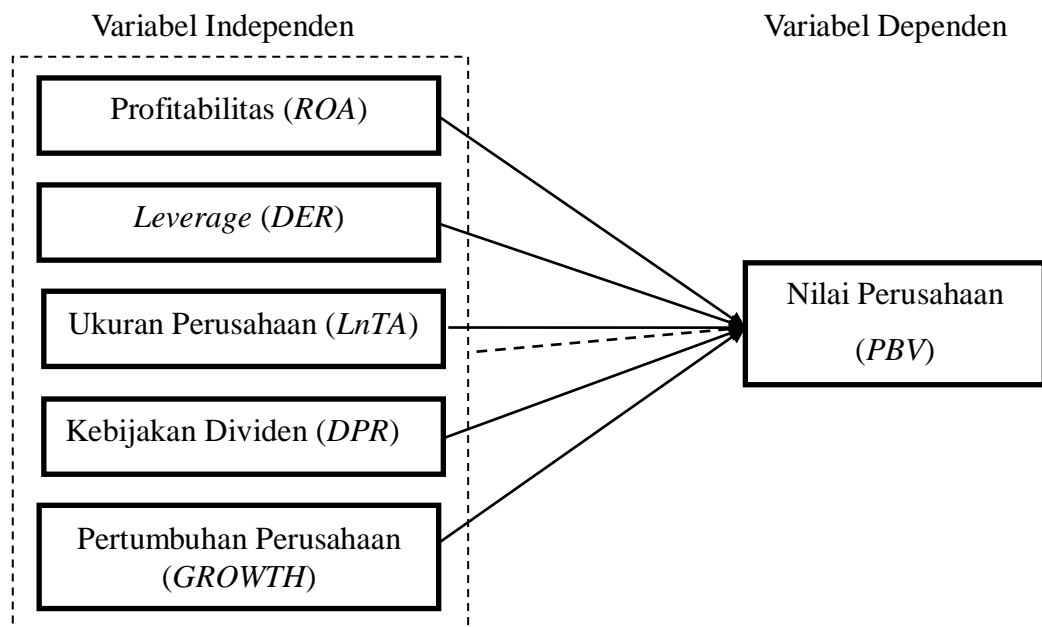 Variabel Independen
Variabel Dependen
Profitabilitas (ROA)
Leverage (DER)
Ukuran Perusahaan (LnTA)
Kebijakan Dividen (DPR)
Pertumbuhan Perusahaan
(GROWTH)
Nilai Perusahaan
(PBV)